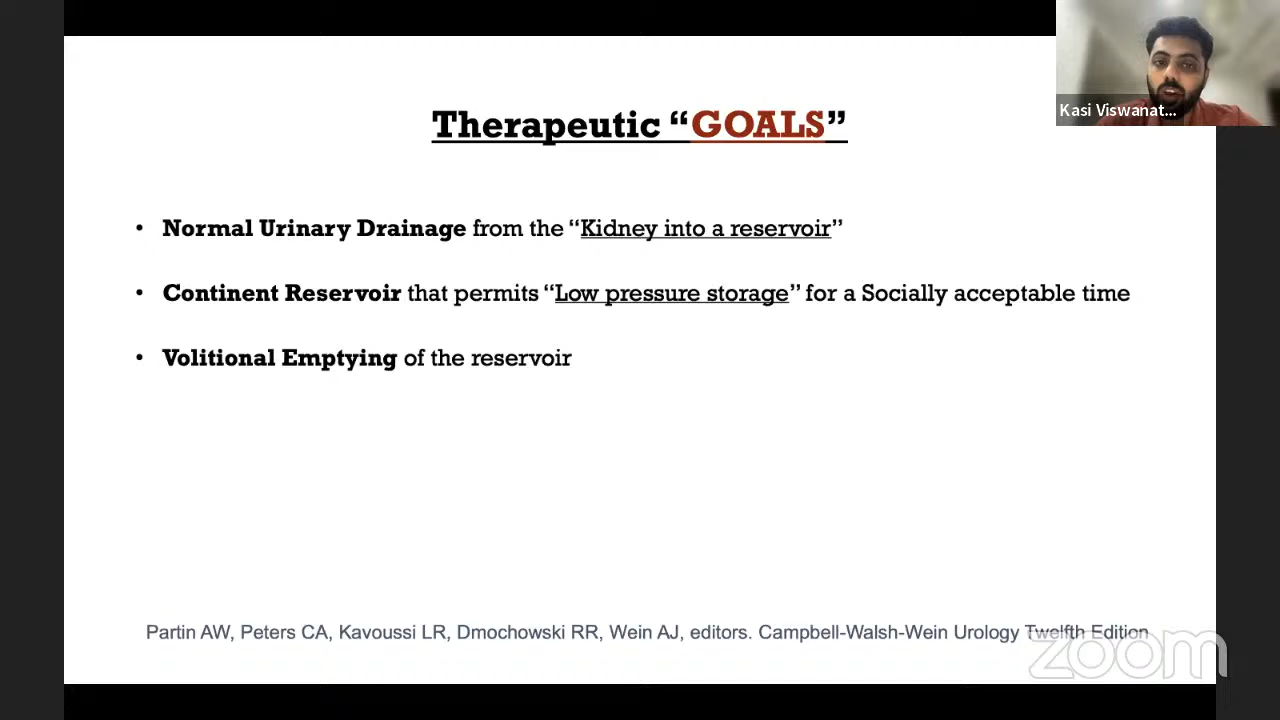 Kasi Viswanat...
Therapeutic “GOALS”
• Normal Urinary Drainage from the “Kidney into a reservoir”
• Continent Reservoir that permits “Low pressure storage” for a Socially acceptable time
• Volitional Emptying of the reservoir
Partin AW, Peters CA, Kavoussi LR, Dmochowski RR, Wein AJ, editors. Campbell-Walsh-Wein Urology Twelfth Edition
zoom